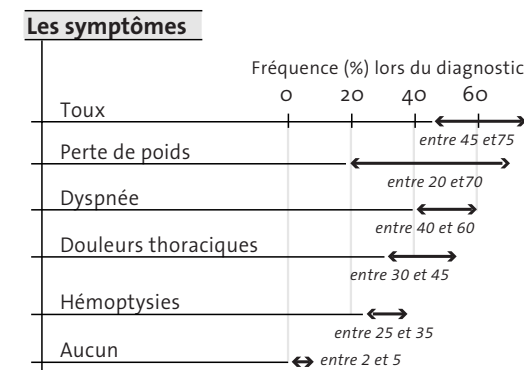 Les symptômes
Fréquence (%) lors du diagnostic
0 20 40 60
Toux
entre 45 et75
Perte de poids
entre 20 et70
Dyspnée
entre 40 et 60
Douleurs thoraciques
entre 30 et 45
Hémoptysies
entre 25 et 35
Aucun
entre 2 et 5